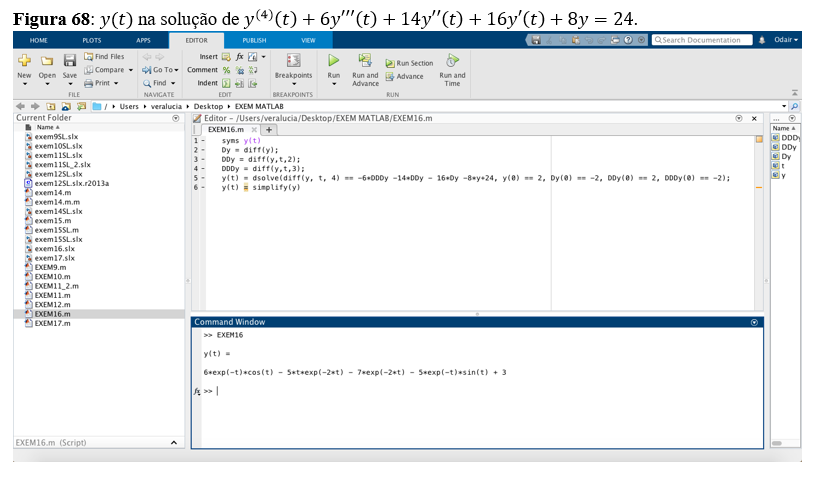 Figura 68: y(t) na solução de y⁽⁴⁾(t) + 6y′′′(t) + 14y′′(t) + 16y′(t) + 8y = 24.
HOME PLOTS APPS EDITOR PUBLISH VIEW Search Documentation Odair
New Open Save Find Files Compare Print Go To Find Insert fx Comment % Indent Breakpoints Run Run and Advance Run Section Advance Run and Time
FILE NAVIGATE EDIT BREAKPOINTS RUN
/ Users veralucia Desktop EXEM MATLAB
Current Folder
Name
exem9SL.slx
exem10SL.slx
exem11SL.slx
exem11SL_2.slx
exem12SL.slx
exem12SL.slx.r2013a
exem14.m
exem14.m.m
exem14SL.slx
exem15.m
exem15SL.m
exem15SL.slx
exem16.slx
exem17.slx
EXEM9.m
EXEM10.m
EXEM11_2.m
EXEM11.m
EXEM12.m
EXEM16.m
EXEM17.m
EXEM16.m (Script)
Editor - /Users/veralucia/Desktop/EXEM MATLAB/EXEM16.m
EXEM16.m +
1 - syms y(t)
2 - Dy = diff(y);
3 - DDy = diff(y,t,2);
4 - DDDy = diff(y,t,3);
5 - y(t) = dsolve(diff(y, t, 4) == -6*DDDy -14*DDy - 16*Dy -8*y+24, y(0) == 2, Dy(0) == -2, DDy(0) == 2, DDDy(0) == -2);
6 - y(t) = simplify(y)
Command Window
>> EXEM16
y(t) =
6*exp(-t)*cos(t) - 5*t*exp(-2*t) - 7*exp(-2*t) - 5*exp(-t)*sin(t) + 3
fx >>
...
Name
DDDy
DDy
Dy
t
y